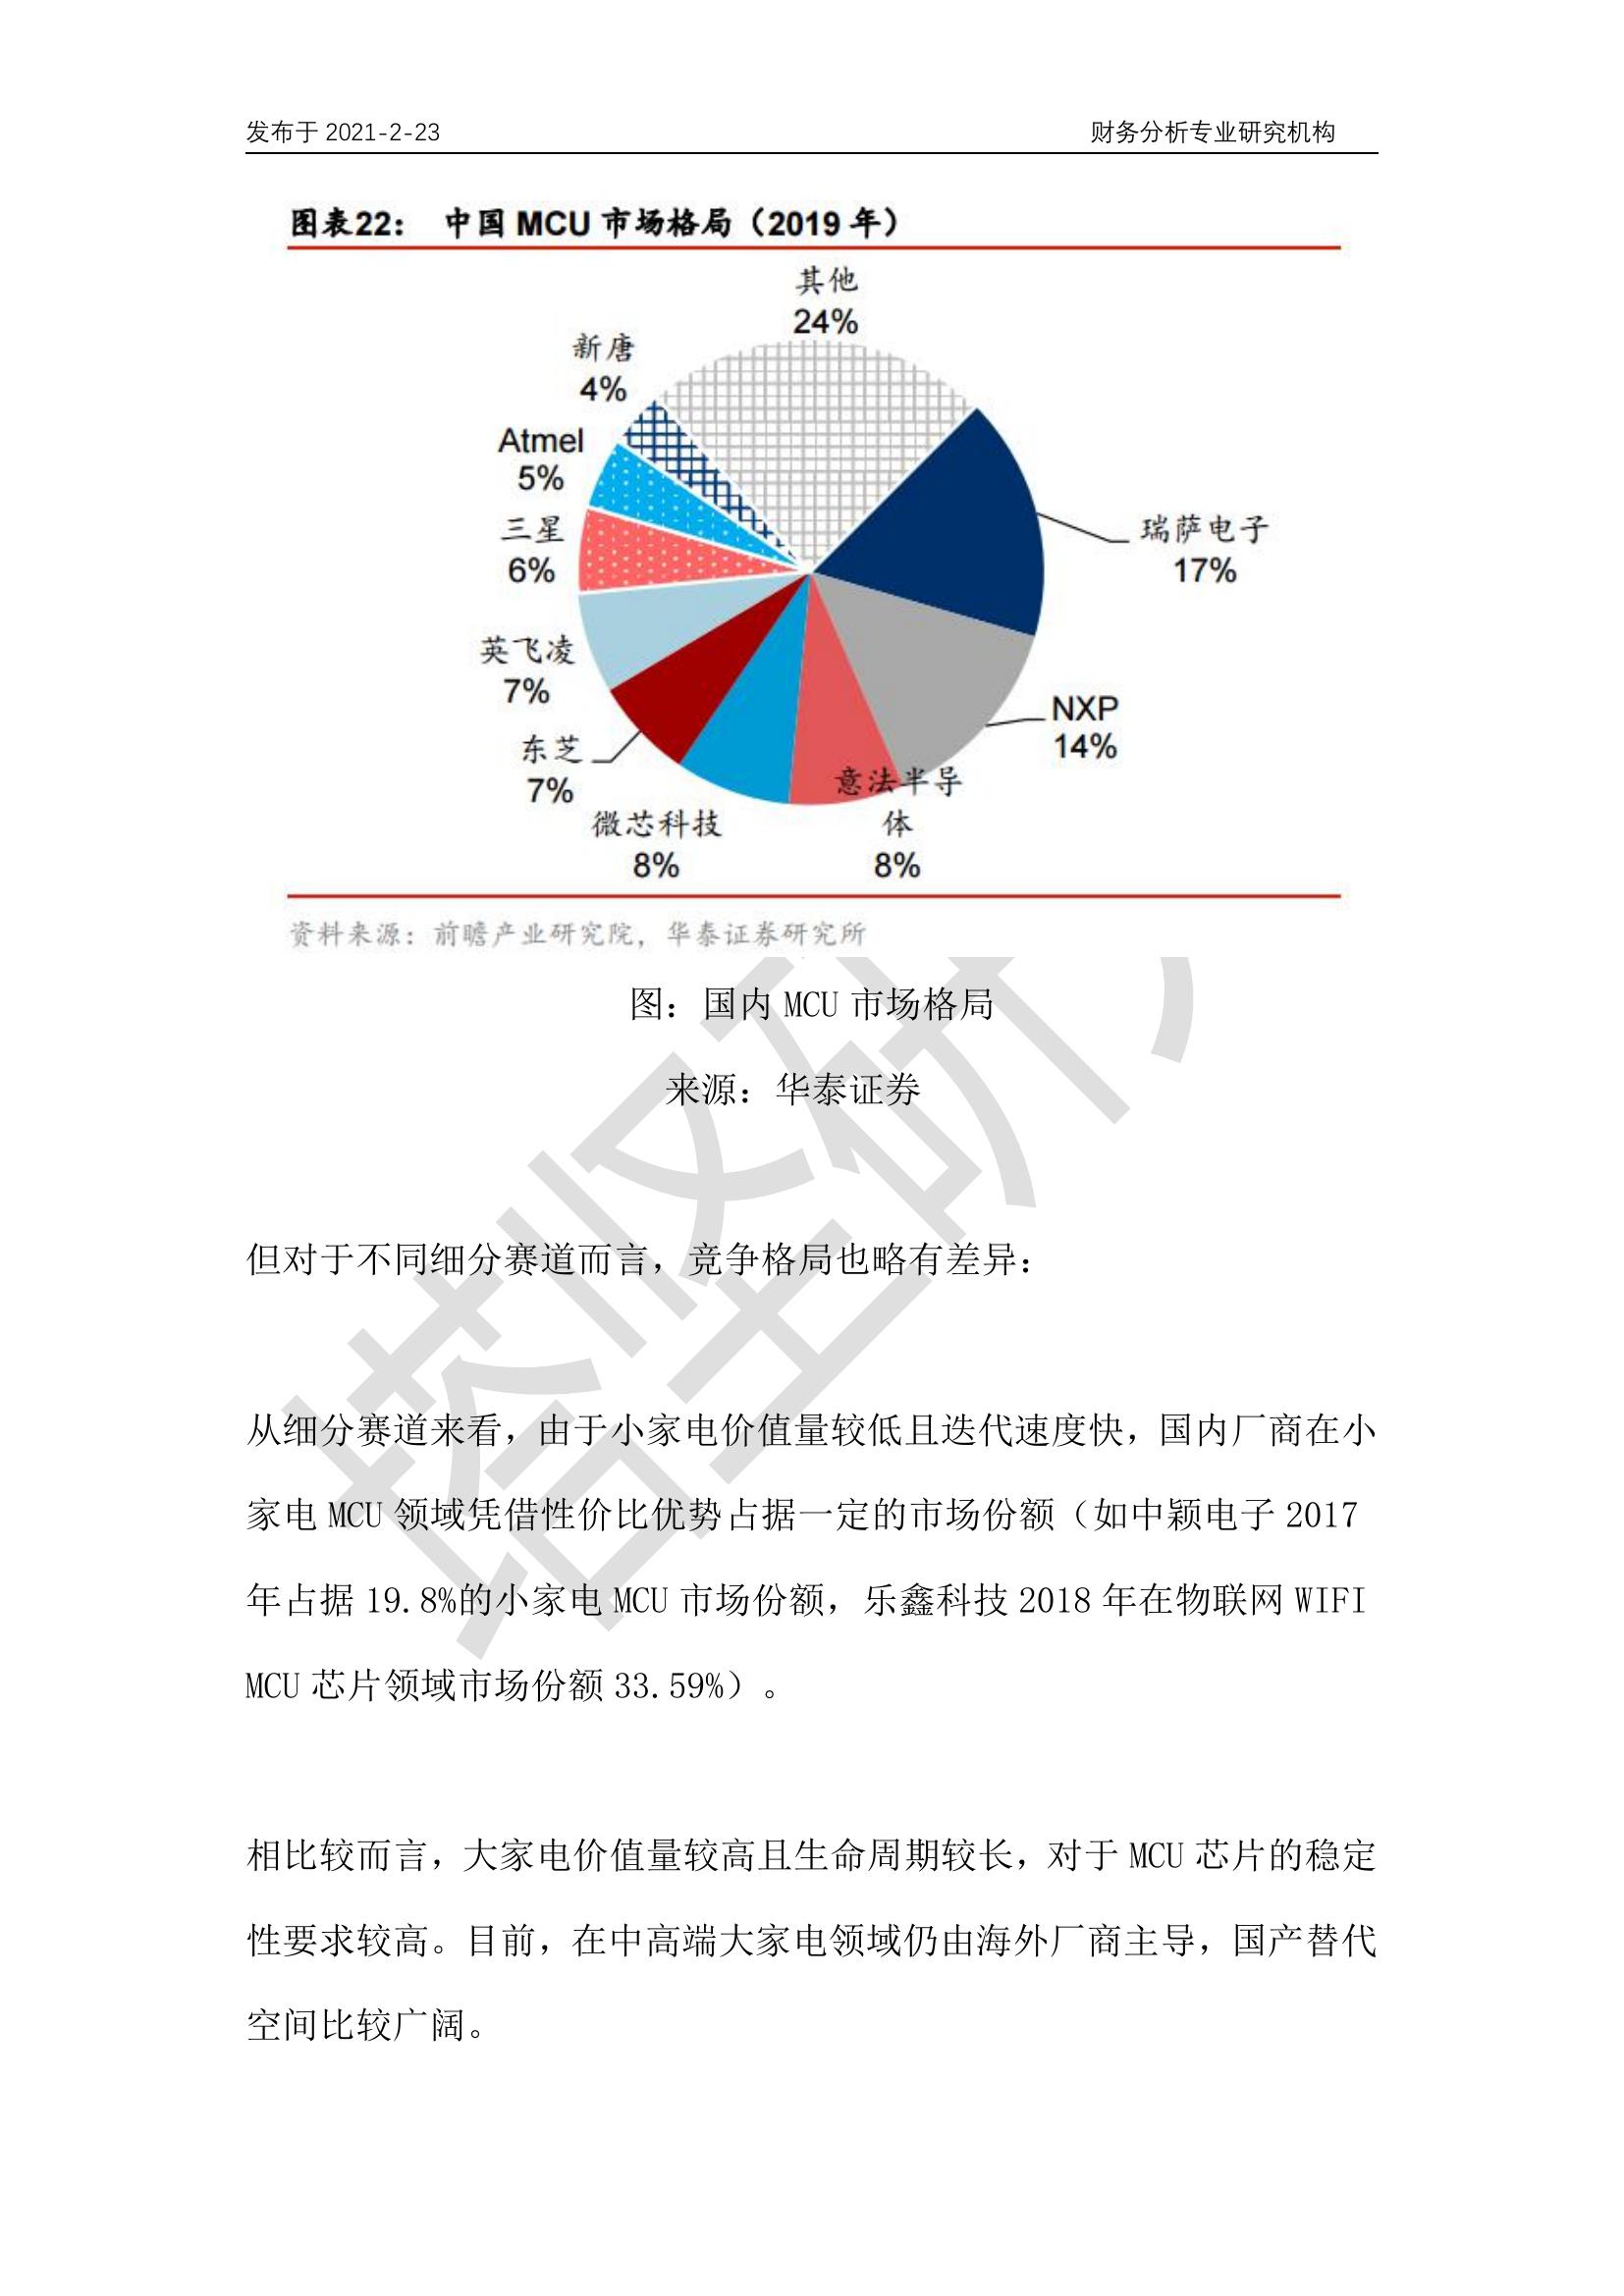 发布于 2021-2-23 财务分析专业研究机构
图表22： 中国 MCU 市场格局（2019 年）
其他
24%
新唐
4%
Atmel
5%
三星
6%
瑞萨电子
17%
英飞凌
7%
NXP
14%
东芝
7%
意法半导
体
8%
微芯科技
8%
资料来源：前瞻产业研究院，华泰证券研究所
图：国内 MCU 市场格局
来源：华泰证券
但对于不同细分赛道而言，竞争格局也略有差异：
从细分赛道来看，由于小家电价值量较低且迭代速度快，国内厂商在小
家电 MCU 领域凭借性价比优势占据一定的市场份额（如中颖电子 2017
年占据 19.8%的小家电 MCU 市场份额，乐鑫科技 2018 年在物联网 WIFI
MCU 芯片领域市场份额 33.59%）。
相比较而言，大家电价值量较高且生命周期较长，对于 MCU 芯片的稳定
性要求较高。目前，在中高端大家电领域仍由海外厂商主导，国产替代
空间比较广阔。
塔坚研